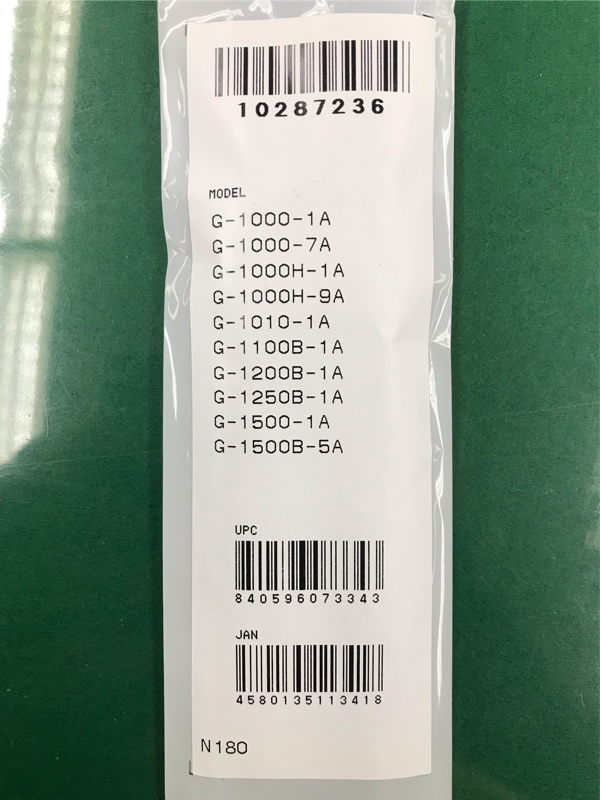 10287236
MODEL
G-1000-1A
G-1000-7A
G-1000H-1A
G-1000H-9A
G-1010-1A
G-1100B-1A
G-1200B-1A
G-1250B-1A
G-1500-1A
G-1500B-5A
UPC
840596073343
JAN
4580135113418
N180